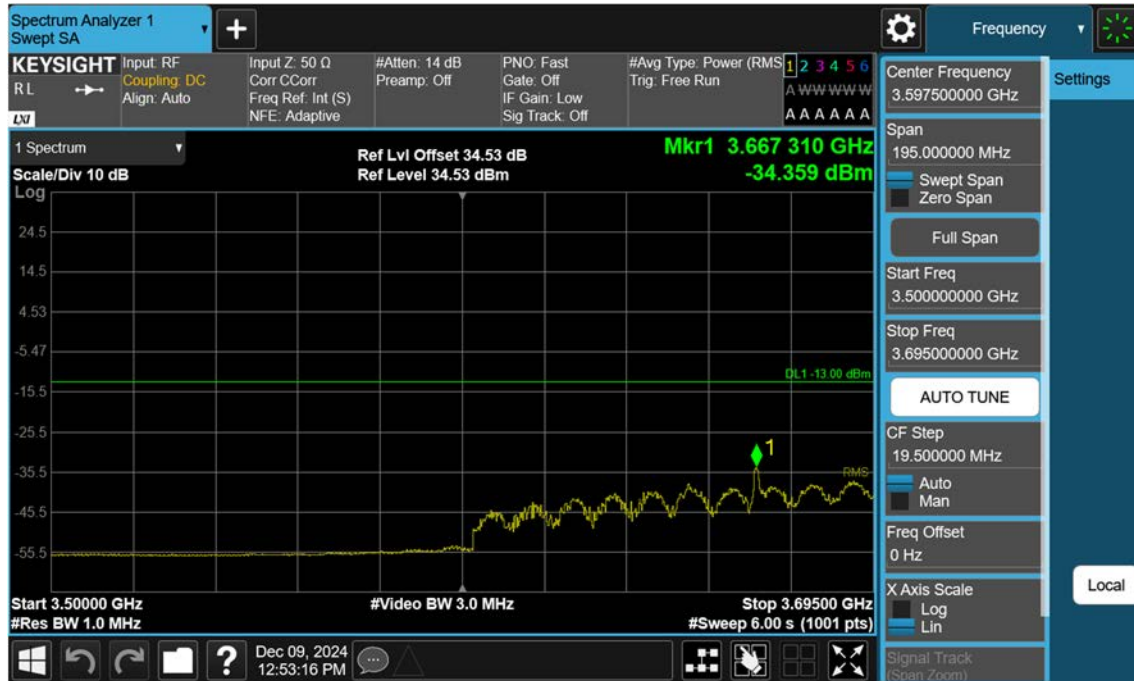 Spectrum Analyzer 1
Swept SA
Frequency
KEYSIGHT
R L
LXI
Input: RF
Coupling: DC
Align: Auto
Input Z: 50 Ω
Corr CCorr
Freq Ref: Int (S)
NFE: Adaptive
#Atten: 14 dB
Preamp: Off
PNO: Fast
Gate: Off
IF Gain: Low
Sig Track: Off
#Avg Type: Power (RMS
Trig: Free Run
1 2 3 4 5 6
A W W W W W
A A A A A A
1 Spectrum
Scale/Div 10 dB
Ref Lvl Offset 34.53 dB
Ref Level 34.53 dBm
Mkr1 3.667 310 GHz
-34.359 dBm
Log
24.5
14.5
4.53
-5.47
DL1 -13.00 dBm
-15.5
-25.5
1
-35.5
RMS
-45.5
-55.5
Start 3.50000 GHz
#Video BW 3.0 MHz
Stop 3.69500 GHz
#Res BW 1.0 MHz
#Sweep 6.00 s (1001 pts)
?
Dec 09, 2024
12:53:16 PM
Center Frequency
3.597500000 GHz
Settings
Span
195.000000 MHz
Swept Span
Zero Span
Full Span
Start Freq
3.500000000 GHz
Stop Freq
3.695000000 GHz
AUTO TUNE
CF Step
19.500000 MHz
Auto
Man
Freq Offset
0 Hz
X Axis Scale
Log
Lin
Local
Signal Track
(Span Zoom)